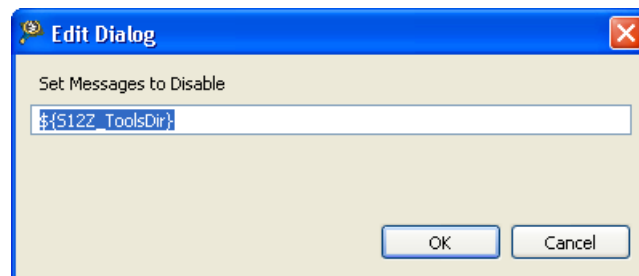 Edit Dialog
Set Messages to Disable
${S12Z_ToolsDir}
OK
Cancel